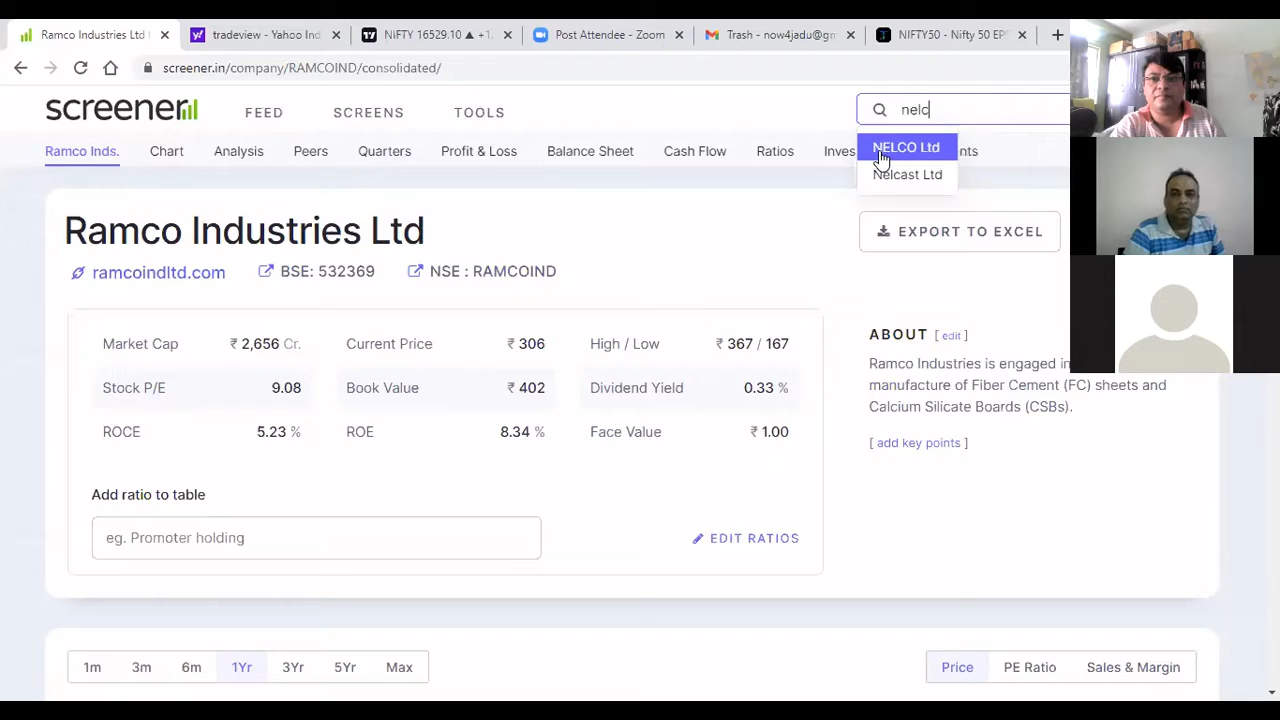 Ramco Industries Ltd
tradeview - Yahoo Ind
NIFTY 16529.10 ▲ +1.
Post Attendee - Zoom
Trash - now4jadu@gm
NIFTY50 - Nifty 50 EP
screener.in/company/RAMCOIND/consolidated/
screener
FEED
SCREENS
TOOLS
nelc
NELCO Ltd
Nelcast Ltd
Ramco Inds.
Chart
Analysis
Peers
Quarters
Profit & Loss
Balance Sheet
Cash Flow
Ratios
Inves
nts
Ramco Industries Ltd
EXPORT TO EXCEL
ramcoindltd.com
BSE: 532369
NSE : RAMCOIND
Market Cap ₹ 2,656 Cr.
Current Price ₹ 306
High / Low ₹ 367 / 167
Stock P/E 9.08
Book Value ₹ 402
Dividend Yield 0.33 %
ROCE 5.23 %
ROE 8.34 %
Face Value ₹ 1.00
ABOUT [ edit ]
Ramco Industries is engaged in
manufacture of Fiber Cement (FC) sheets and
Calcium Silicate Boards (CSBs).
[ add key points ]
Add ratio to table
eg. Promoter holding
EDIT RATIOS
1m
3m
6m
1Yr
3Yr
5Yr
Max
Price
PE Ratio
Sales & Margin